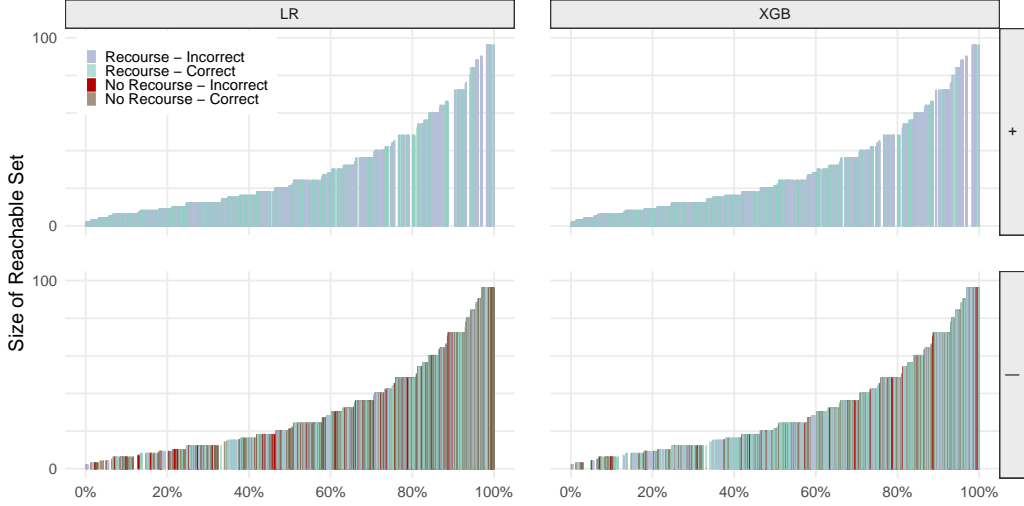 LR
XGB
100
Recourse – Incorrect
Recourse – Correct
No Recourse – Incorrect
No Recourse – Correct
0
+
Size of Reachable Set
100
0
—
0%
20%
40%
60%
80%
100%
0%
20%
40%
60%
80%
100%